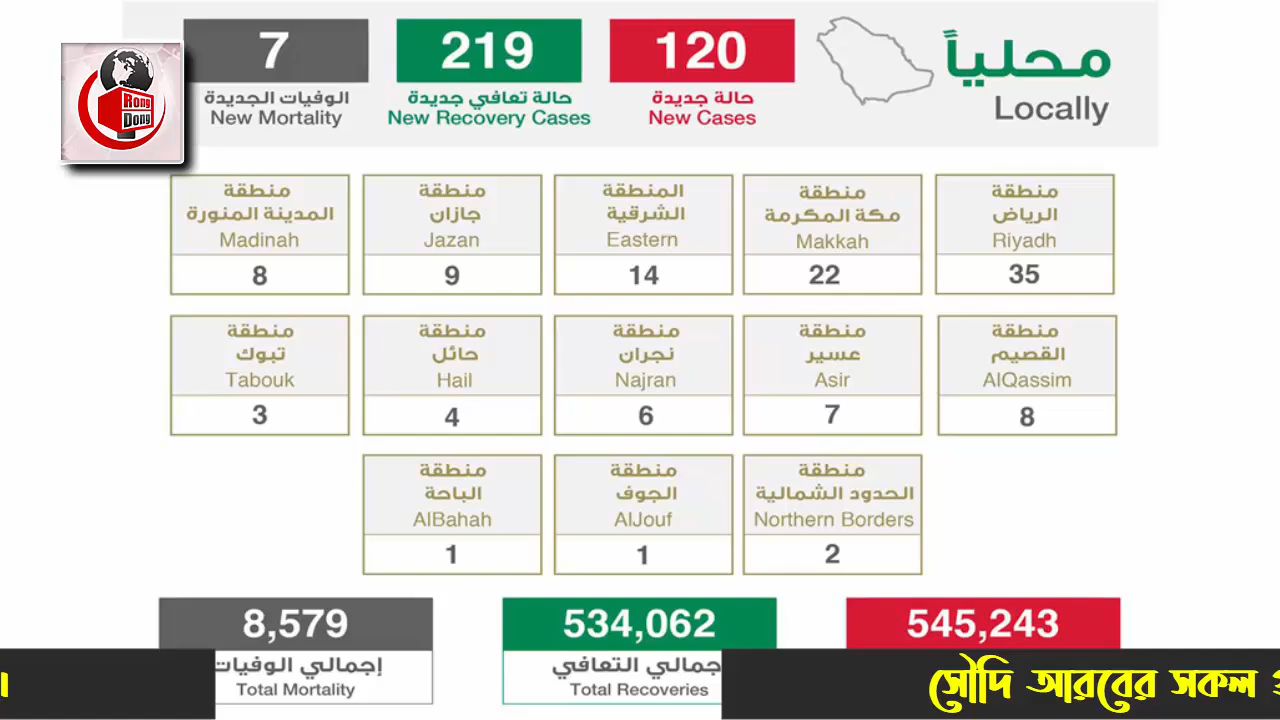 7
219
120
محلياً
الوفيات الجديدة
حالة تعافي جديدة
حالة جديدة
New Mortality
New Recovery Cases
New Cases
Locally
Rong
Dong
منطقة
المدينة المنورة
Madinah
8
منطقة
جازان
Jazan
9
المنطقة
الشرقية
Eastern
14
منطقة
مكة المكرمة
Makkah
22
منطقة
الرياض
Riyadh
35
منطقة
تبوك
Tabouk
3
منطقة
حائل
Hail
4
منطقة
نجران
Najran
6
منطقة
عسير
Asir
7
منطقة
القصيم
AlQassim
8
منطقة
الباحة
AlBahah
1
منطقة
الجوف
AlJouf
1
منطقة
الحدود الشمالية
Northern Borders
2
8,579
إجمالي الوفيات
Total Mortality
534,062
جمالي التعافي
Total Recoveries
545,243
সৌদি আরবের সকল